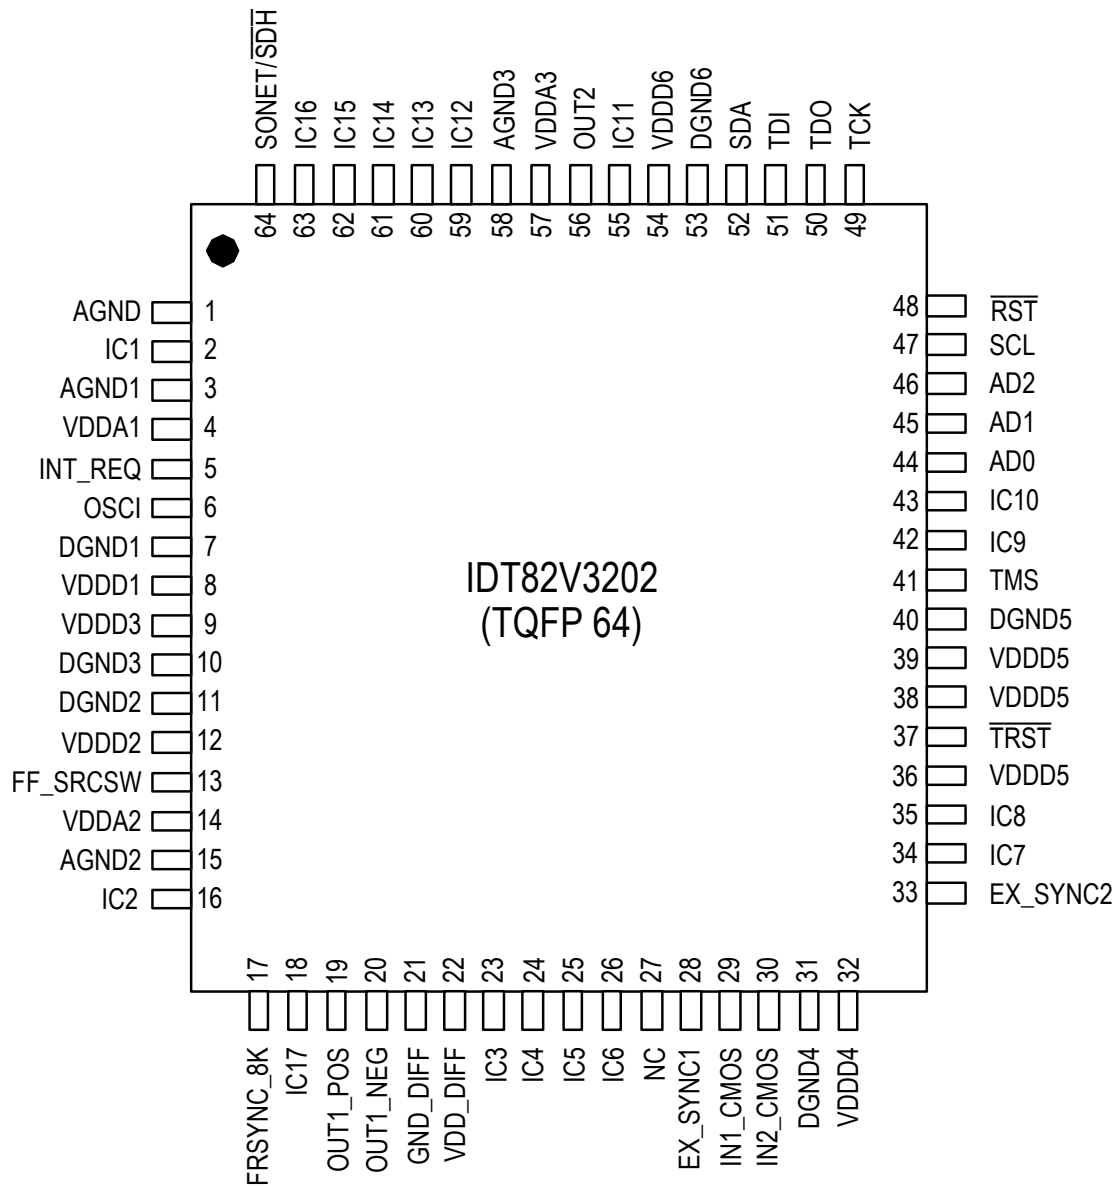 SONET/SDH
IC16
IC15
IC14
IC13
IC12
AGND3
VDDA3
OUT2
IC11
VDDD6
DGND6
SDA
TDI
TDO
TCK
64
63
62
61
60
59
58
57
56
55
54
53
52
51
50
49
AGND 1
IC1 2
AGND1 3
VDDA1 4
INT_REQ 5
OSCI 6
DGND1 7
VDDD1 8
VDDD3 9
DGND3 10
DGND2 11
VDDD2 12
FF_SRCSW 13
VDDA2 14
AGND2 15
IC2 16
IDT82V3202
(TQFP 64)
48 RST
47 SCL
46 AD2
45 AD1
44 AD0
43 IC10
42 IC9
41 TMS
40 DGND5
39 VDDD5
38 VDDD5
37 TRST
36 VDDD5
35 IC8
34 IC7
33 EX_SYNC2
17
18
19
20
21
22
23
24
25
26
27
28
29
30
31
32
FRSYNC_8K
IC17
OUT1_POS
OUT1_NEG
GND_DIFF
VDD_DIFF
IC3
IC4
IC5
IC6
NC
EX_SYNC1
IN1_CMOS
IN2_CMOS
DGND4
VDDD4